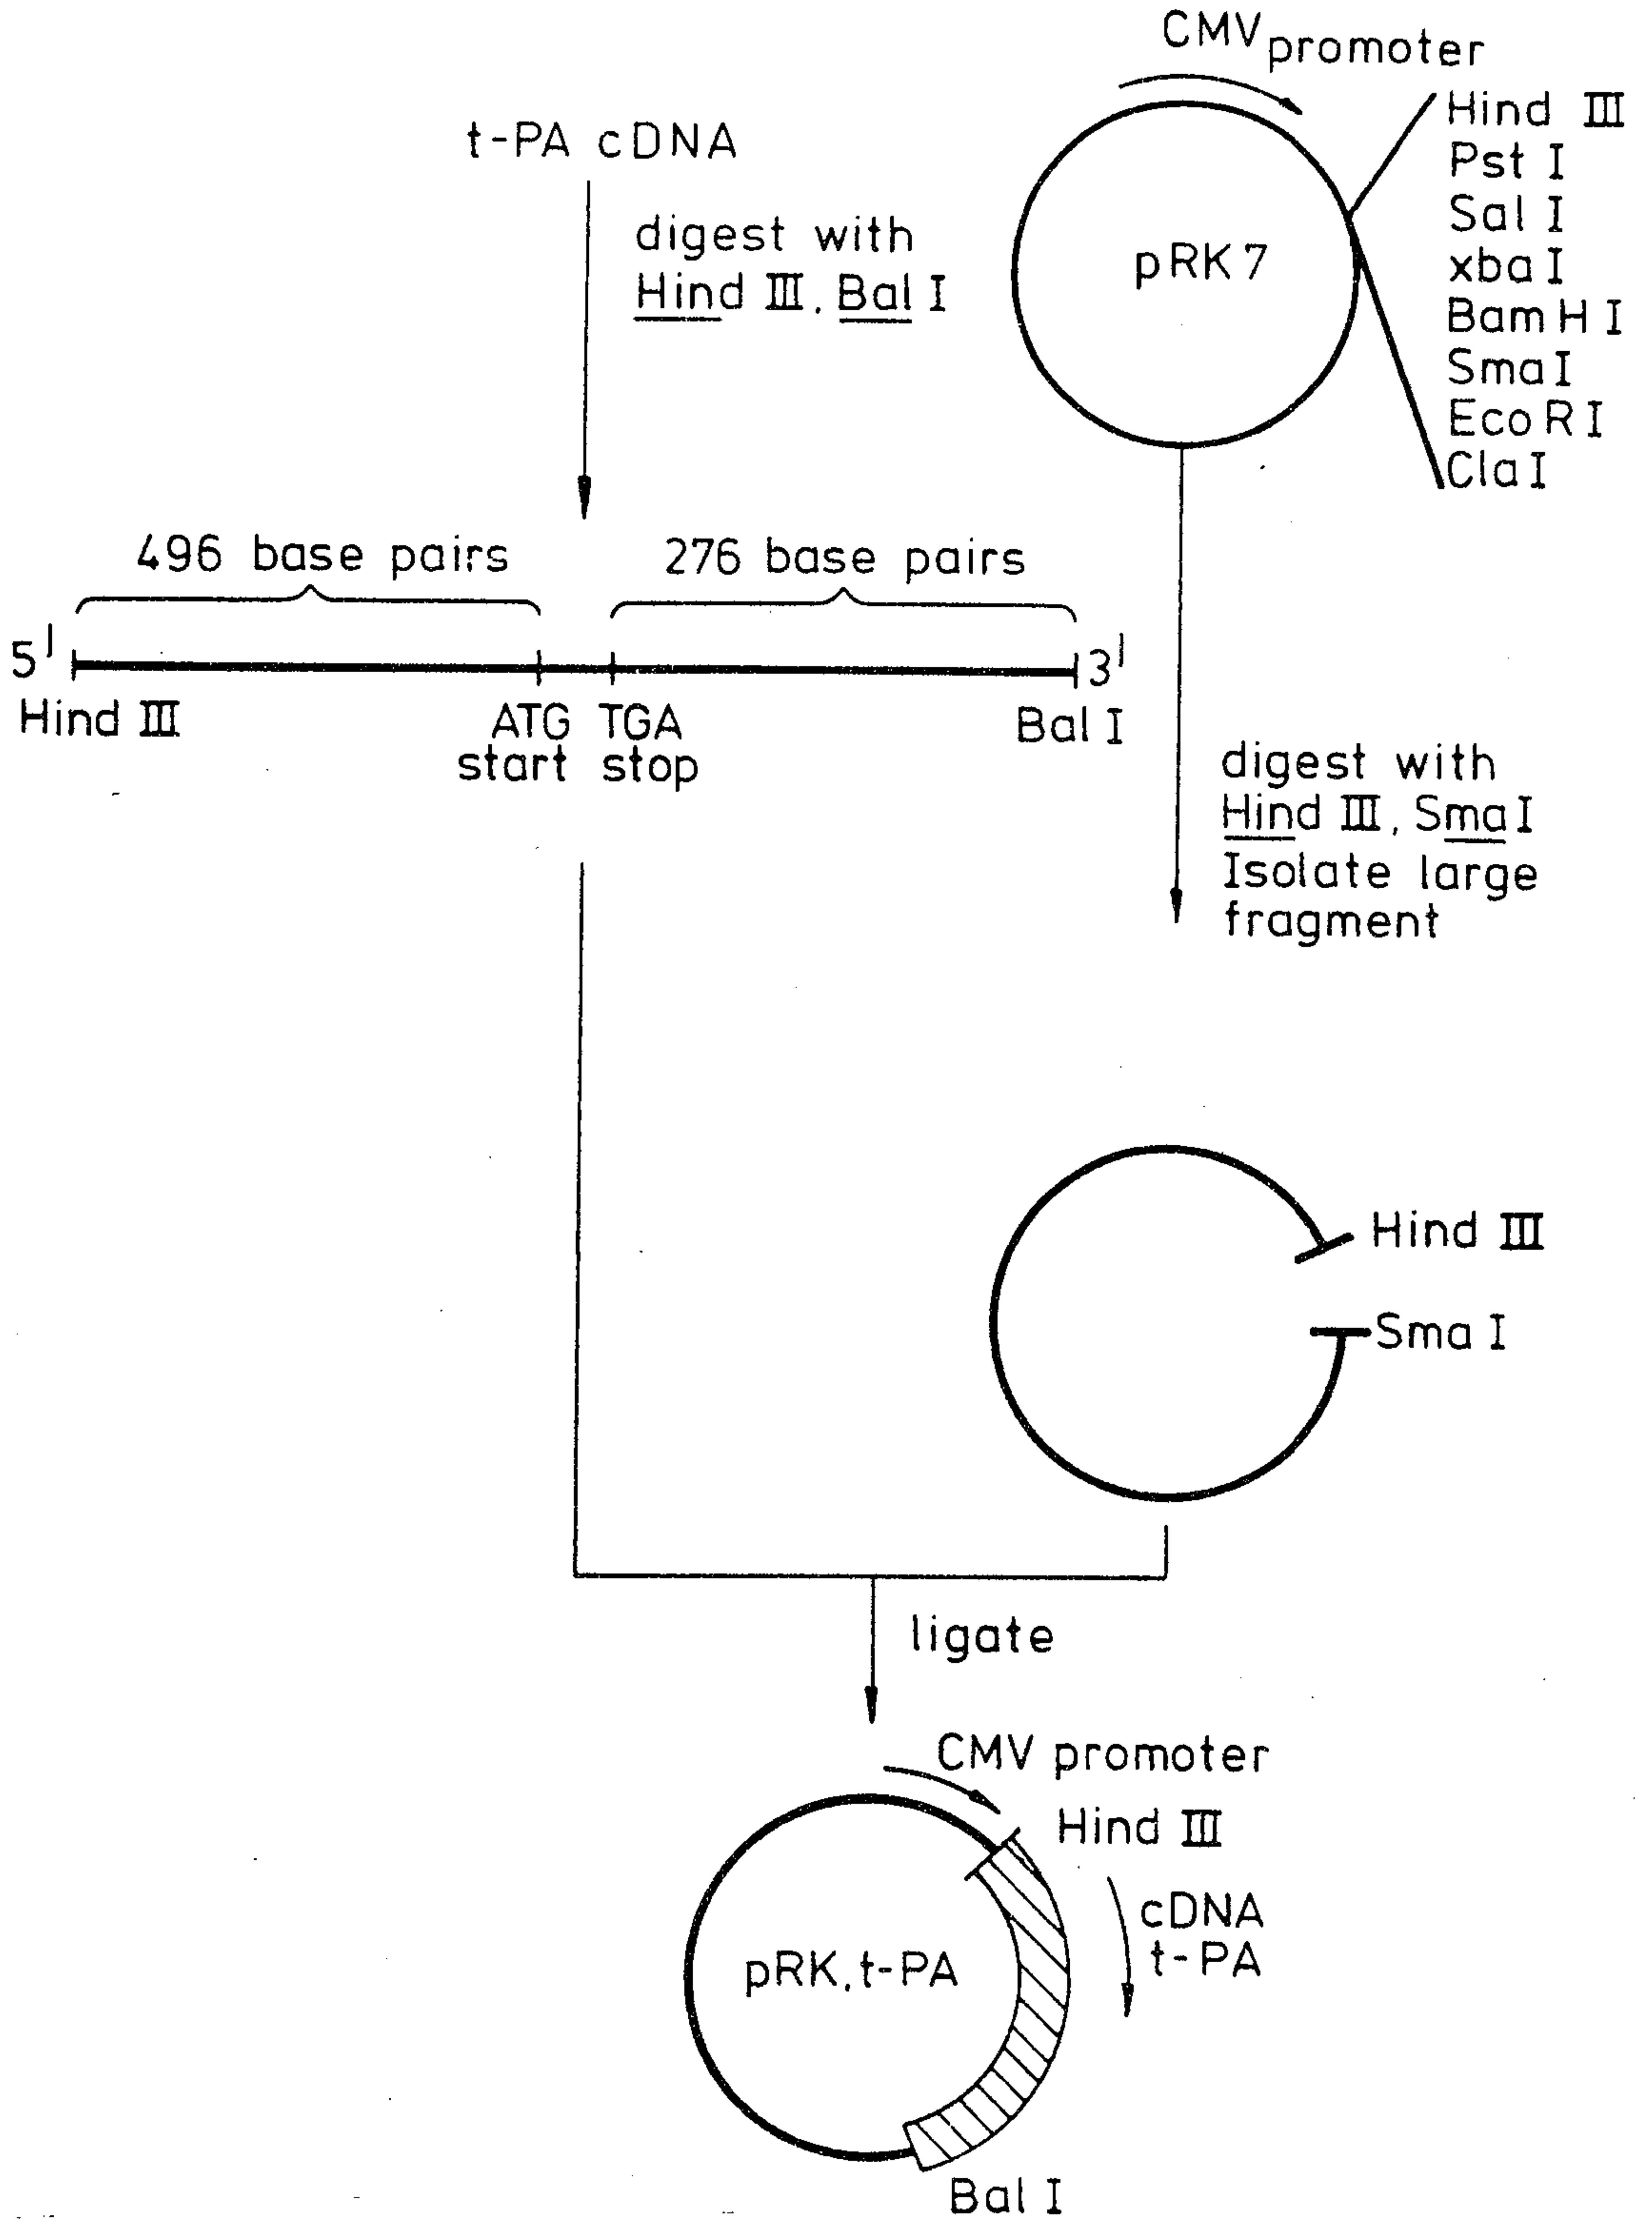 CMV promoter
t-PA cDNA
digest with
Hind III, Bal I
pRK7
Hind III
Pst I
Sal I
xba I
Bam H I
Sma I
Eco R I
Cla I
496 base pairs
276 base pairs
5'
3'
Hind III
ATG TGA
start stop
Bal I
digest with
Hind III, Sma I
Isolate large
fragment
Hind III
Sma I
ligate
CMV promoter
Hind III
cDNA
t-PA
pRK.t-PA
Bal I